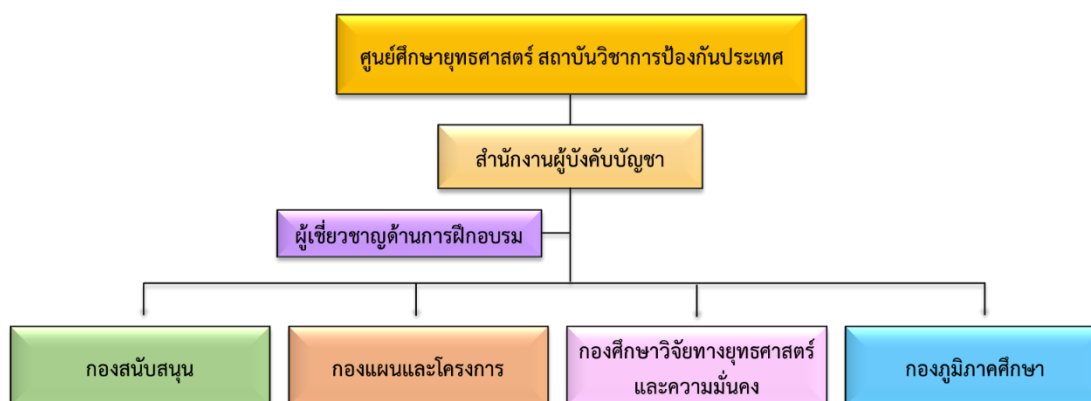 ศูนย์ศึกษายุทธศาสตร์ สถาบันวิชาการป้องกันประเทศ
สำนักงานผู้บังคับบัญชา
ผู้เชี่ยวชาญด้านการฝึกอบรม
กองสนับสนุน
กองแผนและโครงการ
กองศึกษาวิจัยทางยุทธศาสตร์
และความมั่นคง
กองภูมิภาคศึกษา